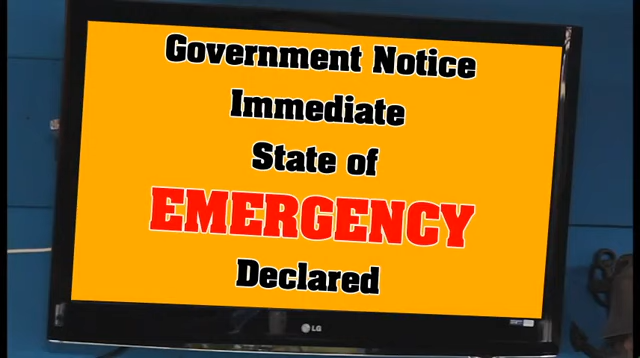 Government Notice
Immediate
State of
EMERGENCY
Declared
LG